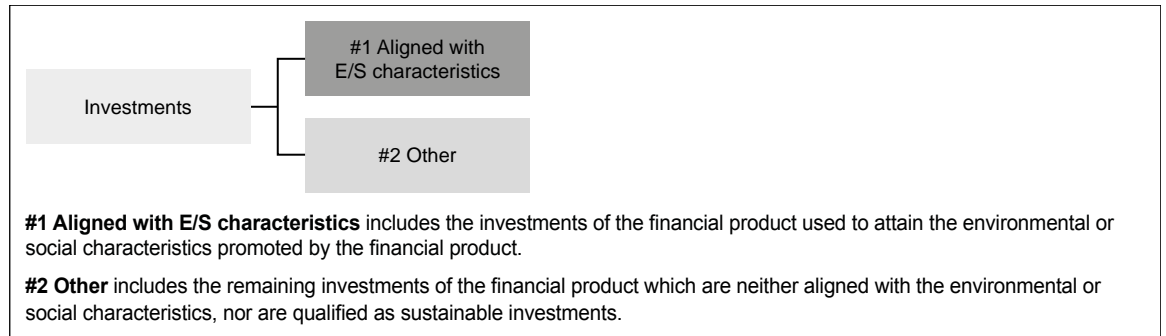 #1 Aligned with
E/S characteristics
Investments
#2 Other
#1 Aligned with E/S characteristics includes the investments of the financial product used to attain the environmental or
social characteristics promoted by the financial product.
#2 Other includes the remaining investments of the financial product which are neither aligned with the environmental or
social characteristics, nor are qualified as sustainable investments.